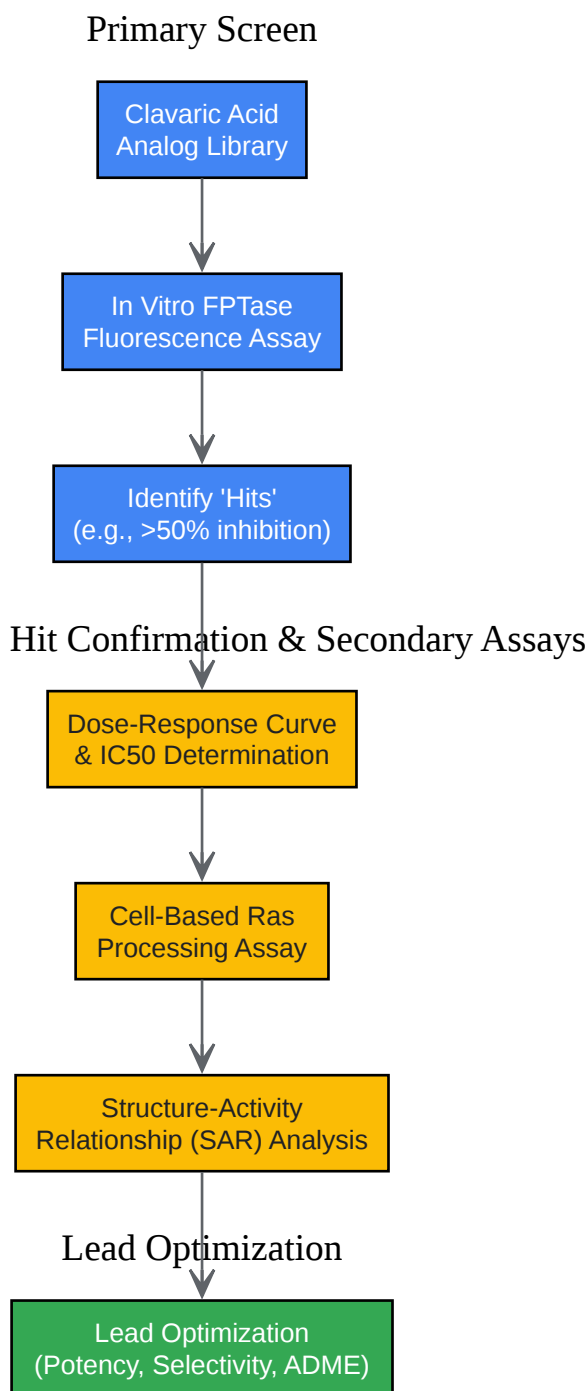 Primary Screen
Clavaric Acid
Analog Library
In Vitro FPTase
Fluorescence Assay
Identify 'Hits'
(e.g., >50% inhibition)
Hit Confirmation & Secondary Assays
Dose-Response Curve
& IC50 Determination
Cell-Based Ras
Processing Assay
Structure-Activity
Relationship (SAR) Analysis
Lead Optimization
Lead Optimization
(Potency, Selectivity, ADME)